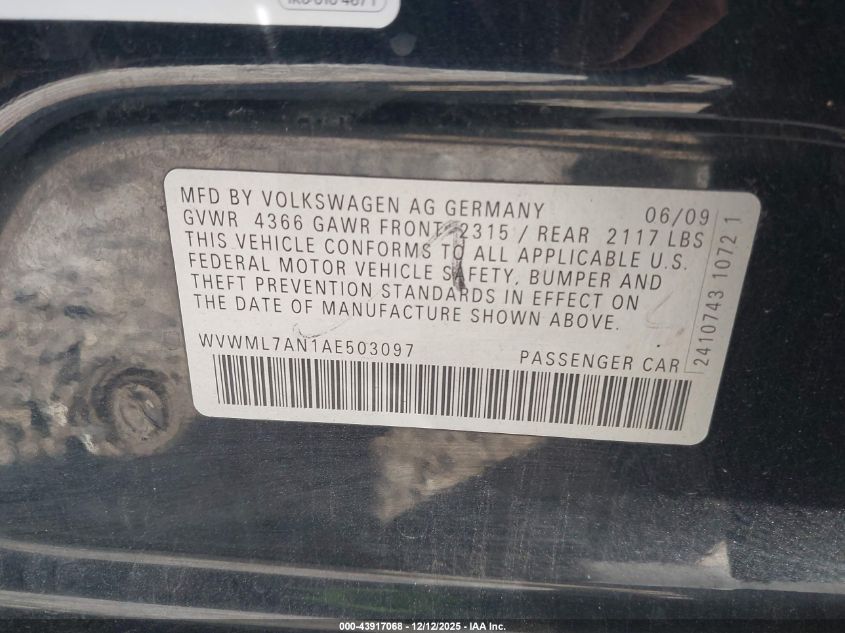 MFD BY VOLKSWAGEN AG GERMANY 06/09
GVWR 4366 GAWR FRONT 2315 / REAR 2117 LBS
THIS VEHICLE CONFORMS TO ALL APPLICABLE U.S.
FEDERAL MOTOR VEHICLE SAFETY, BUMPER AND
THEFT PREVENTION STANDARDS IN EFFECT ON
THE DATE OF MANUFACTURE SHOWN ABOVE.
WVWML7AN1AE503097 PASSENGER CAR
2410743 1072 1
000-43917068 - 12/12/2025 - IAA Inc.